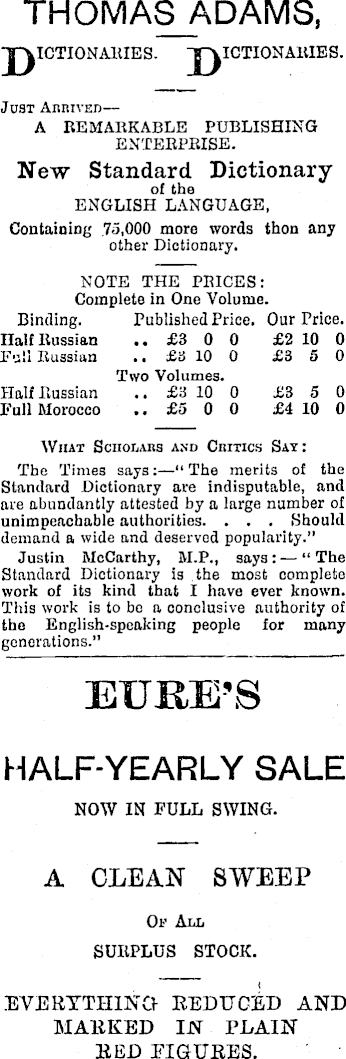 THOMAS ADAMS,
DICTIONARIES. DICTIONARIES.
JUST ARRIVED—
A REMARKABLE PUBLISHING
ENTERPRISE.
New Standard Dictionary
of the
ENGLISH LANGUAGE,
Containing 75,000 more words than any
other Dictionary.
NOTE THE PRICES:
Complete in One Volume.
Binding. Published Price. Our Price.
Half Russian .. £3 0 0 £2 10 0
Full Russian .. £3 10 0 £3 5 0
Two Volumes.
Half Russian .. £3 10 0 £3 5 0
Full Morocco .. £5 0 0 £4 10 0
WHAT SCHOLARS AND CRITICS SAY:
The Times says:—"The merits of the
Standard Dictionary are indisputable, and
are abundantly attested by a large number of
unimpeachable authorities. . . . Should
demand a wide and deserved popularity."
Justin McCarthy, M.P., says:—"The
Standard Dictionary is the most complete
work of its kind that I have ever known.
This work is to be a conclusive authority of
the English-speaking people for many
generations."
EURE'S
HALF-YEARLY SALE
NOW IN FULL SWING.
A CLEAN SWEEP
OF ALL
SURPLUS STOCK.
EVERYTHING REDUCED AND
MARKED IN PLAIN
RED FIGURES.